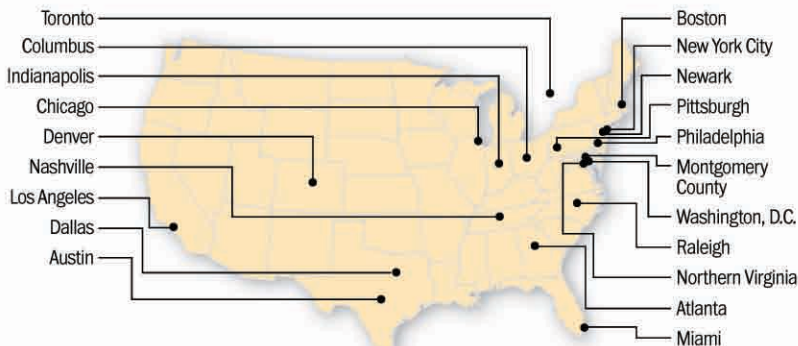 Toronto
Columbus
Indianapolis
Chicago
Denver
Nashville
Los Angeles
Dallas
Austin
Boston
New York City
Newark
Pittsburgh
Philadelphia
Montgomery
County
Washington, D.C.
Raleigh
Northern Virginia
Atlanta
Miami